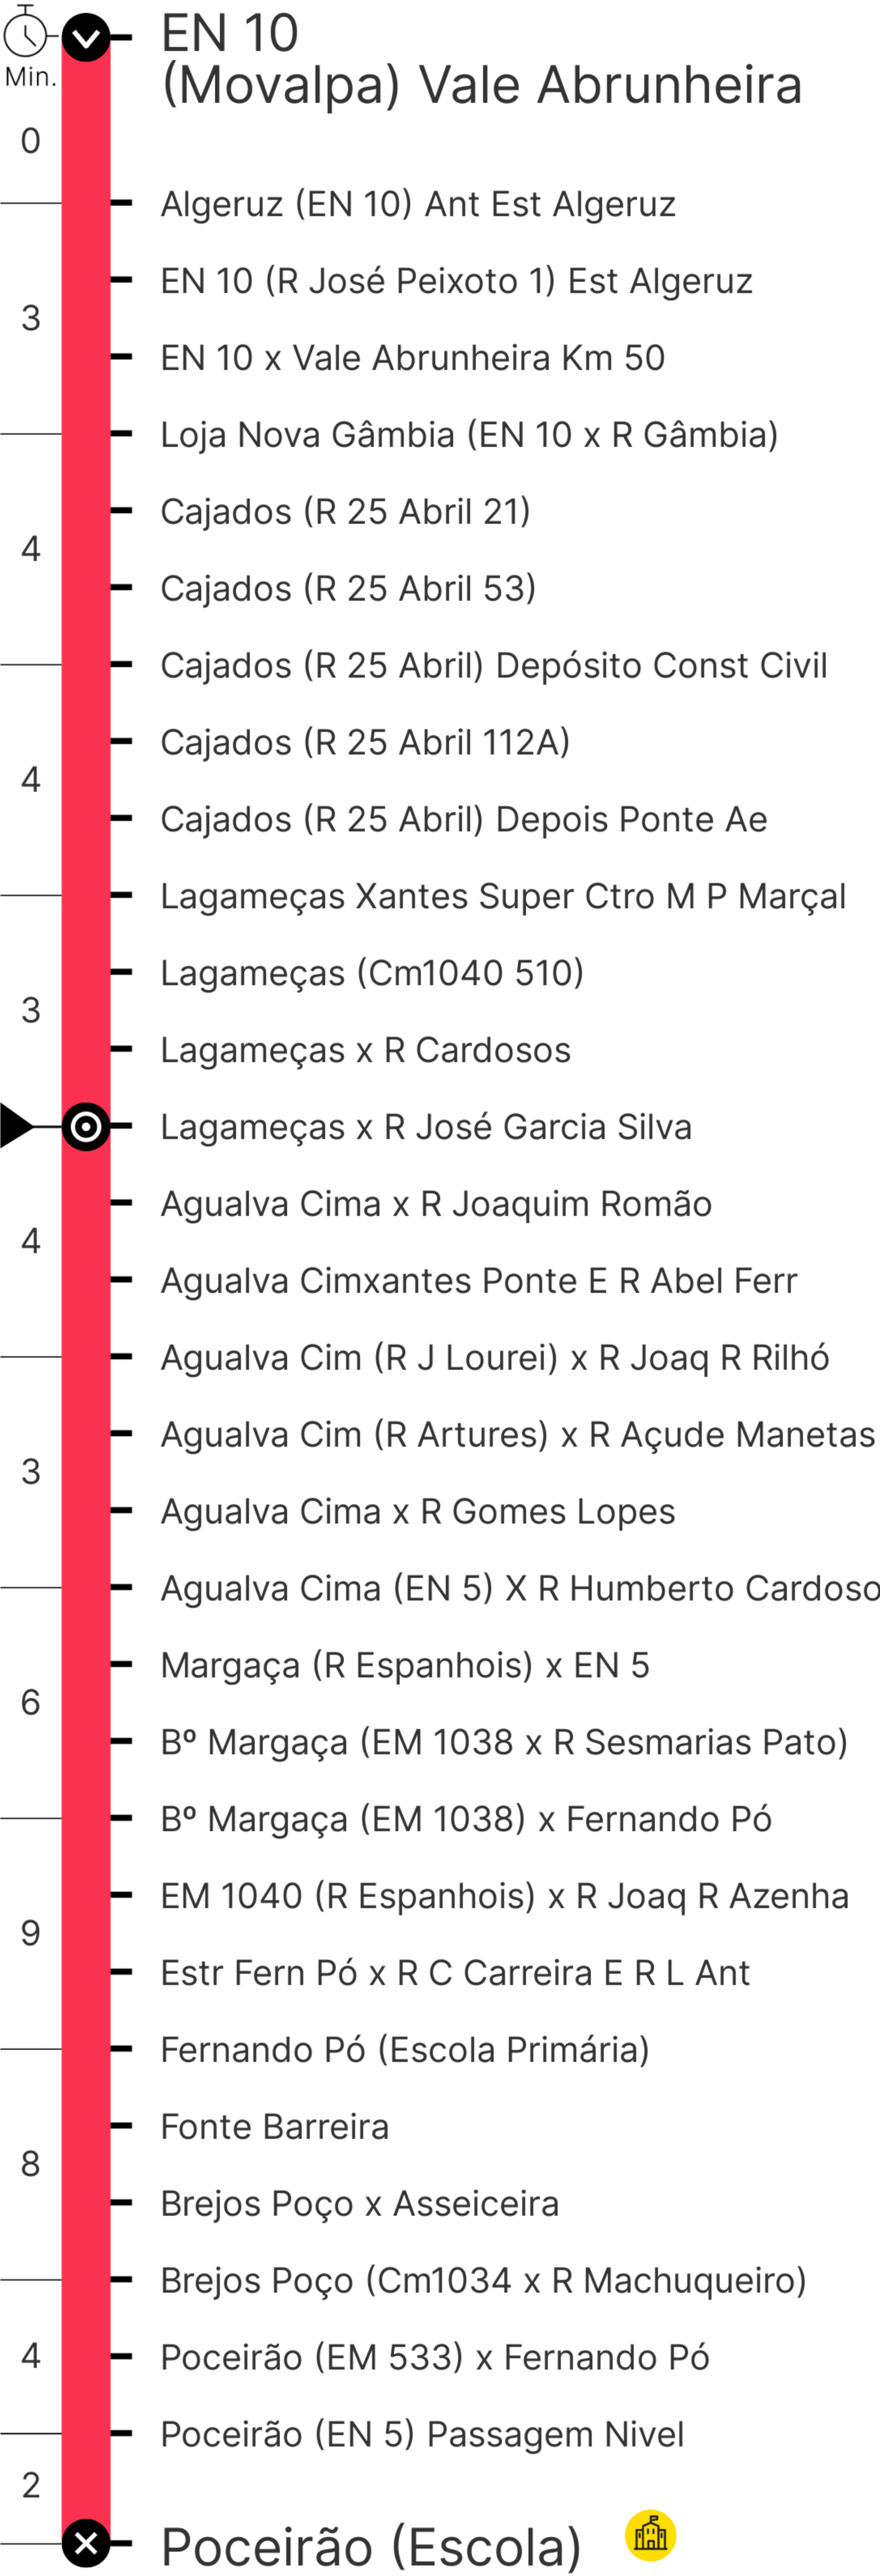 EN 10
(Movalpa) Vale Abrunheira
Min.
0
Algeruz (EN 10) Ant Est Algeruz
EN 10 (R José Peixoto 1) Est Algeruz
3
EN 10 x Vale Abrunheira Km 50
Loja Nova Gâmbia (EN 10 x R Gâmbia)
Cajados (R 25 Abril 21)
4
Cajados (R 25 Abril 53)
Cajados (R 25 Abril) Depósito Const Civil
Cajados (R 25 Abril 112A)
4
Cajados (R 25 Abril) Depois Ponte Ae
Lagameças Xantes Super Ctro M P Marçal
Lagameças (Cm1040 510)
3
Lagameças x R Cardosos
Lagameças x R José Garcia Silva
Agualva Cima x R Joaquim Romão
4
Agualva Cimxantes Ponte E R Abel Ferr
Agualva Cim (R J Lourei) x R Joaq R Rilhó
Agualva Cim (R Artures) x R Açude Manetas
3
Agualva Cima x R Gomes Lopes
Agualva Cima (EN 5) X R Humberto Cardoso
Margaça (R Espanhois) x EN 5
6
Bº Margaça (EM 1038 x R Sesmarias Pato)
Bº Margaça (EM 1038) x Fernando Pó
EM 1040 (R Espanhois) x R Joaq R Azenha
9
Estr Fern Pó x R C Carreira E R L Ant
Fernando Pó (Escola Primária)
Fonte Barreira
8
Brejos Poço x Asseiceira
Brejos Poço (Cm1034 x R Machuqueiro)
4
Poceirão (EM 533) x Fernando Pó
Poceirão (EN 5) Passagem Nivel
2
Poceirão (Escola)